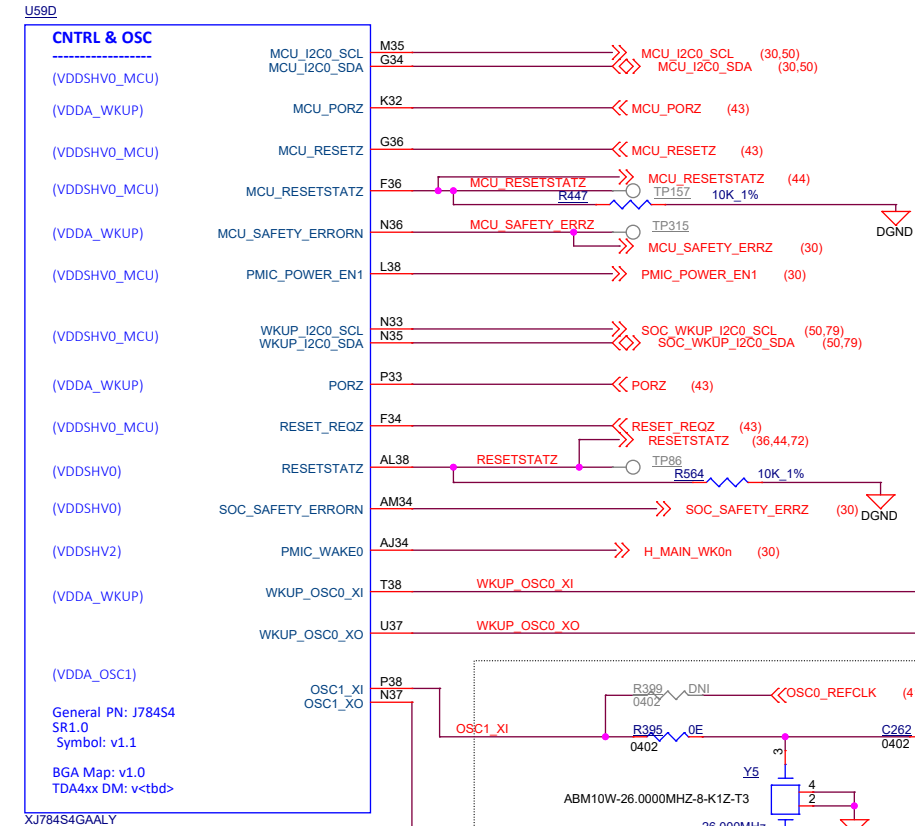 U59D
CNTRL & OSC
------------------
MCU_I2C0_SCL M35 MCU_I2C0_SCL (30,50)
MCU_I2C0_SDA G34 MCU_I2C0_SDA (30,50)
(VDDSHV0_MCU)
(VDDA_WKUP) MCU_PORZ K32 MCU_PORZ (43)
(VDDSHV0_MCU) MCU_RESETZ G36 MCU_RESETZ (43)
MCU_RESETSTATZ (44)
(VDDSHV0_MCU) MCU_RESETSTATZ F36 MCU_RESETSTATZ TP157
R447 10K_1%
DGND
(VDDA_WKUP) MCU_SAFETY_ERRORN N36 MCU_SAFETY_ERRZ TP315
MCU_SAFETY_ERRZ (30)
(VDDSHV0_MCU) PMIC_POWER_EN1 L38 PMIC_POWER_EN1 (30)
WKUP_I2C0_SCL N33 SOC_WKUP_I2C0_SCL (50,79)
(VDDSHV0_MCU)
WKUP_I2C0_SDA N35 SOC_WKUP_I2C0_SDA (50,79)
(VDDA_WKUP) PORZ P33 PORZ (43)
(VDDSHV0_MCU) RESET_REQZ F34 RESET_REQZ (43)
RESETSTATZ (36,44,72)
(VDDSHV0) RESETSTATZ AL38 RESETSTATZ TP86
R564 10K_1%
(VDDSHV0) SOC_SAFETY_ERRORN AM34 SOC_SAFETY_ERRZ (30)
DGND
(VDDSHV2) PMIC_WAKE0 AJ34 H_MAIN_WK0n (30)
(VDDA_WKUP) WKUP_OSC0_XI T38 WKUP_OSC0_XI
WKUP_OSC0_XO U37 WKUP_OSC0_XO
(VDDA_OSC1)
OSC1_XI P38
OSC1_XO N37
R399 DNI OSC0_REFCLK (4
0402
General PN: J784S4
SR1.0
OSC1_XI R395 0E C262
Symbol: v1.1
0402 0402
3
BGA Map: v1.0
Y5
TDA4xx DM: v<tbd>
4
ABM10W-26.0000MHZ-8-K1Z-T3 2
XJ784S4GAALY
26.000MHz